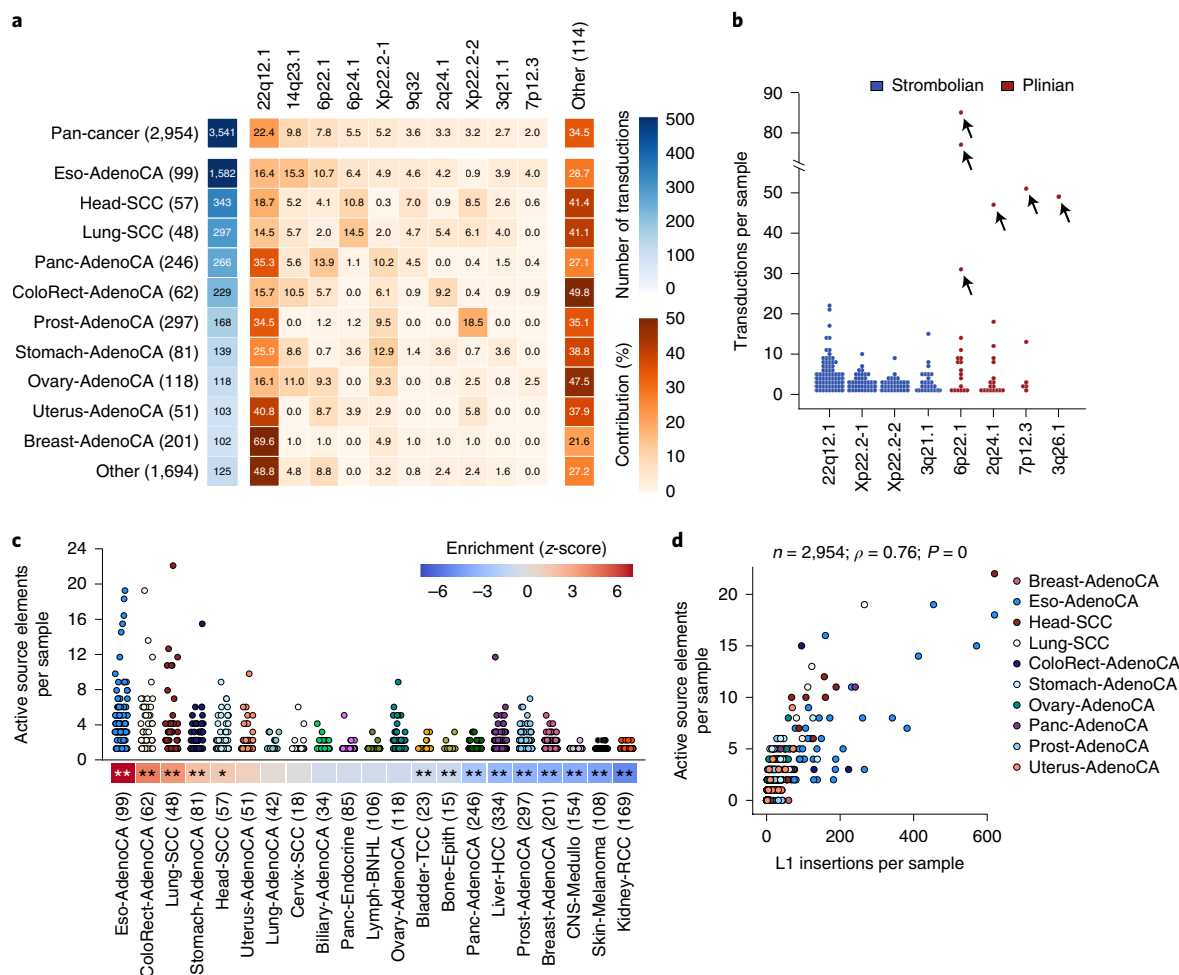 a
22q12.1 14q23.1 6p22.1 6p24.1 Xp22.2-1 9q32 2q24.1 Xp22.2-2 3q21.1 7p12.3 Other (114)
Pan-cancer (2,954) 3,541 22.4 9.8 7.8 5.5 5.2 3.6 3.3 3.2 2.7 2.0 34.5
Eso-AdenoCA (99) 1,582 16.4 15.3 10.7 6.4 4.9 4.6 4.2 0.9 3.9 4.0 28.7
Head-SCC (57) 343 18.7 5.2 4.1 10.8 0.3 7.0 0.9 8.5 2.6 0.6 41.4
Lung-SCC (48) 297 14.5 5.7 2.0 14.5 2.0 4.7 5.4 6.1 4.0 0.0 41.1
Panc-AdenoCA (246) 266 35.3 5.6 13.9 1.1 10.2 4.5 0.0 0.4 1.5 0.4 27.1
ColoRect-AdenoCA (62) 229 15.7 10.5 5.7 0.0 6.1 0.9 9.2 0.4 0.9 0.9 49.8
Prost-AdenoCA (297) 168 34.5 0.0 1.2 1.2 9.5 0.0 0.0 18.5 0.0 0.0 35.1
Stomach-AdenoCA (81) 139 25.9 8.6 0.7 3.6 12.9 1.4 3.6 0.7 3.6 0.0 38.8
Ovary-AdenoCA (118) 118 16.1 11.0 9.3 0.0 9.3 0.0 0.8 2.5 0.8 2.5 47.5
Uterus-AdenoCA (51) 103 40.8 0.0 8.7 3.9 2.9 0.0 0.0 5.8 0.0 0.0 37.9
Breast-AdenoCA (201) 102 69.6 1.0 1.0 0.0 4.9 1.0 1.0 1.0 0.0 0.0 21.6
Other (1,694) 125 48.8 4.8 8.8 0.0 3.2 0.8 2.4 2.4 1.6 0.0 27.2
500
400
300
200
100
0
Number of transductions
50
40
30
20
10
0
Contribution (%)
b
Strombolian Plinian
90
80
50
40
30
20
10
0
Transductions per sample
22q12.1 Xp22.2-1 Xp22.2-2 3q21.1 6p22.1 2q24.1 7p12.3 3q26.1
c
Enrichment (z-score)
−6 −3 0 3 6
24
20
16
12
8
4
0
Active source elements
per sample
** ** ** ** * ** ** ** ** ** ** ** ** **
Eso-AdenoCA (99)
ColoRect-AdenoCA (62)
Lung-SCC (48)
Stomach-AdenoCA (81)
Head-SCC (57)
Uterus-AdenoCA (51)
Lung-AdenoCA (42)
Cervix-SCC (18)
Biliary-AdenoCA (34)
Panc-Endocrine (85)
Lymph-BNHL (106)
Ovary-AdenoCA (118)
Bladder-TCC (23)
Bone-Epith (15)
Panc-AdenoCA (246)
Liver-HCC (334)
Prost-AdenoCA (297)
Breast-AdenoCA (201)
CNS-Medullo (154)
Skin-Melanoma (108)
Kidney-RCC (169)
d
n = 2,954; ρ = 0.76; P = 0
20
15
10
5
0
Active source elements
per sample
0 200 400 600
L1 insertions per sample
Breast-AdenoCA
Eso-AdenoCA
Head-SCC
Lung-SCC
ColoRect-AdenoCA
Stomach-AdenoCA
Ovary-AdenoCA
Panc-AdenoCA
Prost-AdenoCA
Uterus-AdenoCA